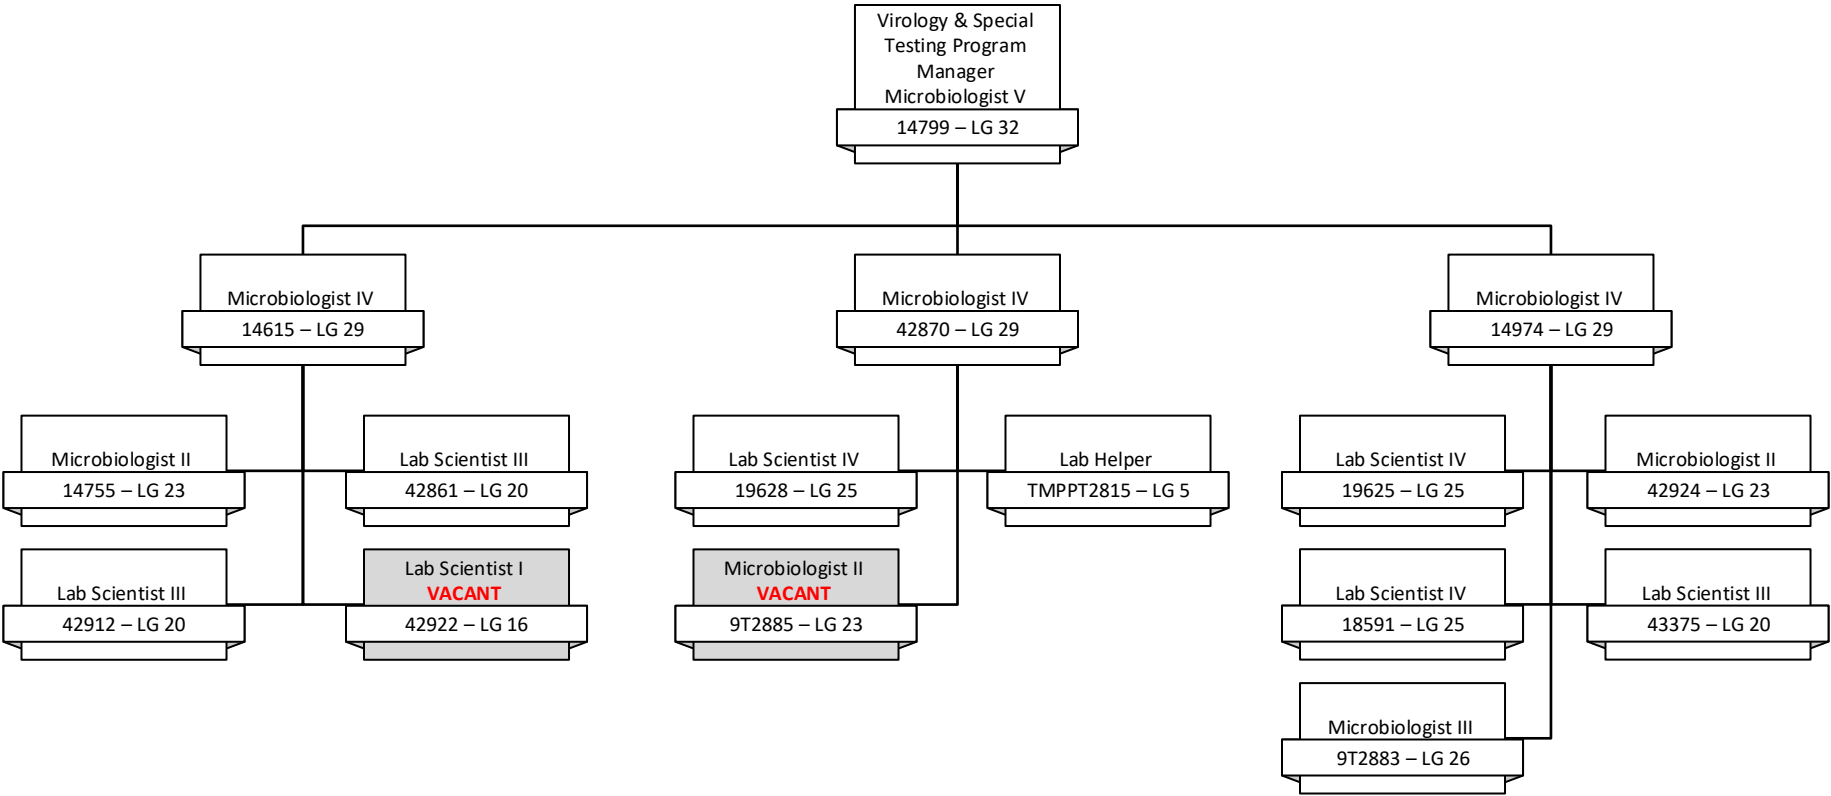 Virology & Special
Testing Program
Manager
Microbiologist V
14799 – LG 32
Microbiologist IV
14615 – LG 29
Microbiologist IV
42870 – LG 29
Microbiologist IV
14974 – LG 29
Microbiologist II
14755 – LG 23
Lab Scientist III
42861 – LG 20
Lab Scientist IV
19628 – LG 25
Lab Helper
TMPPT2815 – LG 5
Lab Scientist IV
19625 – LG 25
Microbiologist II
42924 – LG 23
Lab Scientist III
42912 – LG 20
Lab Scientist I
VACANT
42922 – LG 16
Microbiologist II
VACANT
9T2885 – LG 23
Lab Scientist IV
18591 – LG 25
Lab Scientist III
43375 – LG 20
Microbiologist III
9T2883 – LG 26